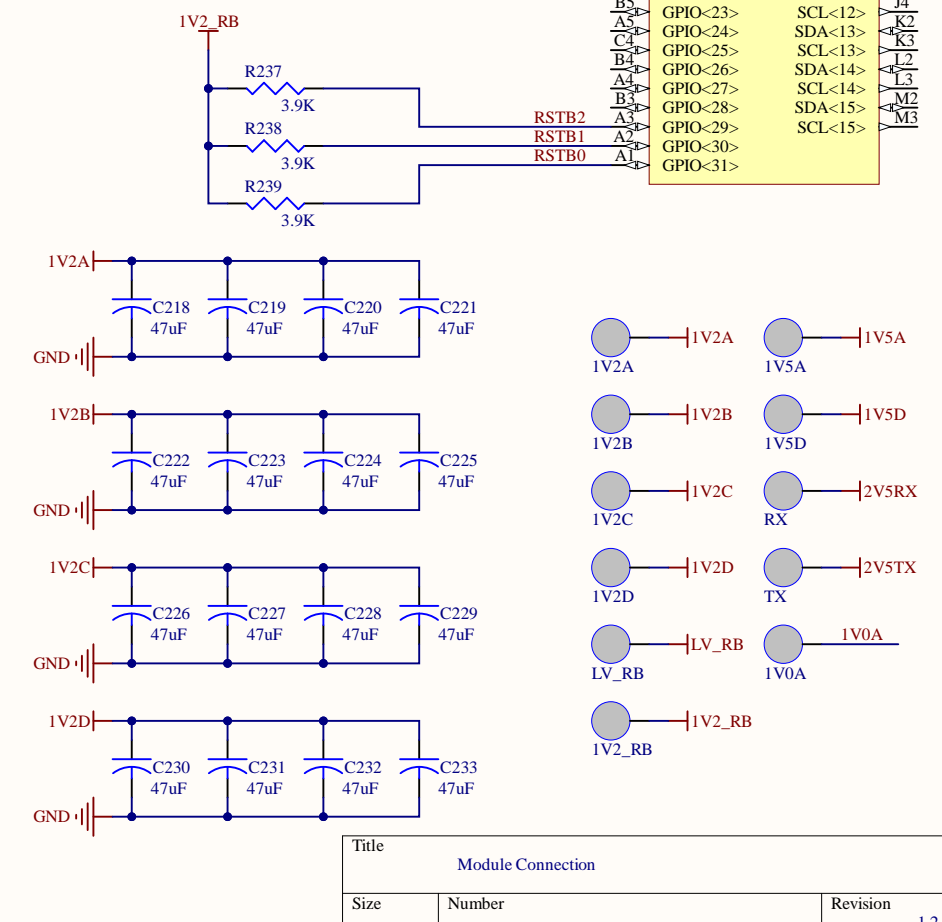 1V2_RB
R237
3.9K
R238
3.9K
R239
3.9K
RSTB2
RSTB1
RSTB0
B5 GPIO<23> SCL<12> J4
A5 GPIO<24> SDA<13> K2
C4 GPIO<25> SCL<13> K3
B4 GPIO<26> SDA<14> L2
A4 GPIO<27> SCL<14> L3
B3 GPIO<28> SDA<15> M2
A3 GPIO<29> SCL<15> M3
A2 GPIO<30>
A1 GPIO<31>
1V2A
C218 C219 C220 C221
47uF 47uF 47uF 47uF
GND
1V2B
C222 C223 C224 C225
47uF 47uF 47uF 47uF
GND
1V2C
C226 C227 C228 C229
47uF 47uF 47uF 47uF
GND
1V2D
C230 C231 C232 C233
47uF 47uF 47uF 47uF
GND
1V2A 1V5A
1V2A 1V5A
1V2B 1V5D
1V2B 1V5D
1V2C 2V5RX
1V2C RX
1V2D 2V5TX
1V2D TX
LV_RB 1V0A
LV_RB 1V0A
1V2_RB
1V2_RB
Title
Module Connection
Size Number Revision